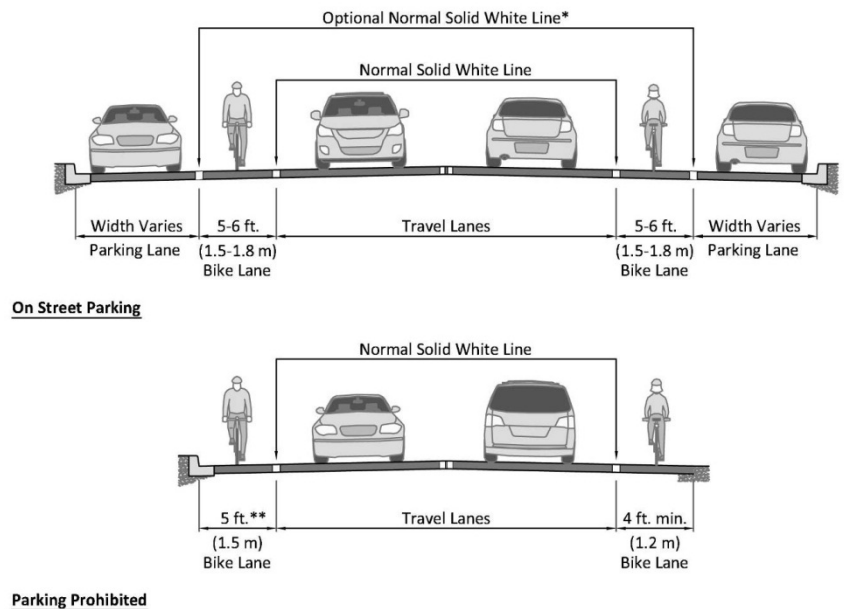 Optional Normal Solid White Line*
Normal Solid White Line
Width Varies 5-6 ft. Travel Lanes 5-6 ft. Width Varies
Parking Lane (1.5-1.8 m) (1.5-1.8 m) Parking Lane
Bike Lane Bike Lane
On Street Parking
Normal Solid White Line
5 ft.** Travel Lanes 4 ft. min.
(1.5 m) (1.2 m)
Bike Lane Bike Lane
Parking Prohibited